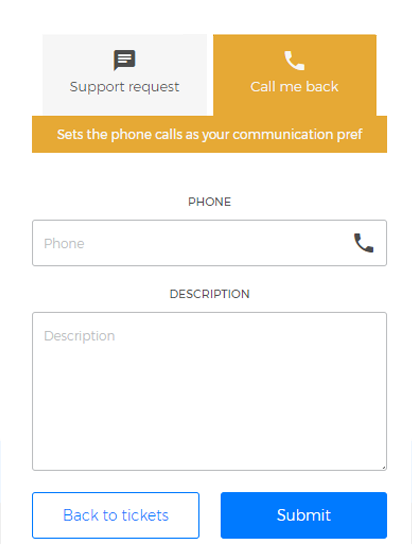 Support request
Call me back
Sets the phone calls as your communication pref
PHONE
Phone
DESCRIPTION
Description
Back to tickets
Submit